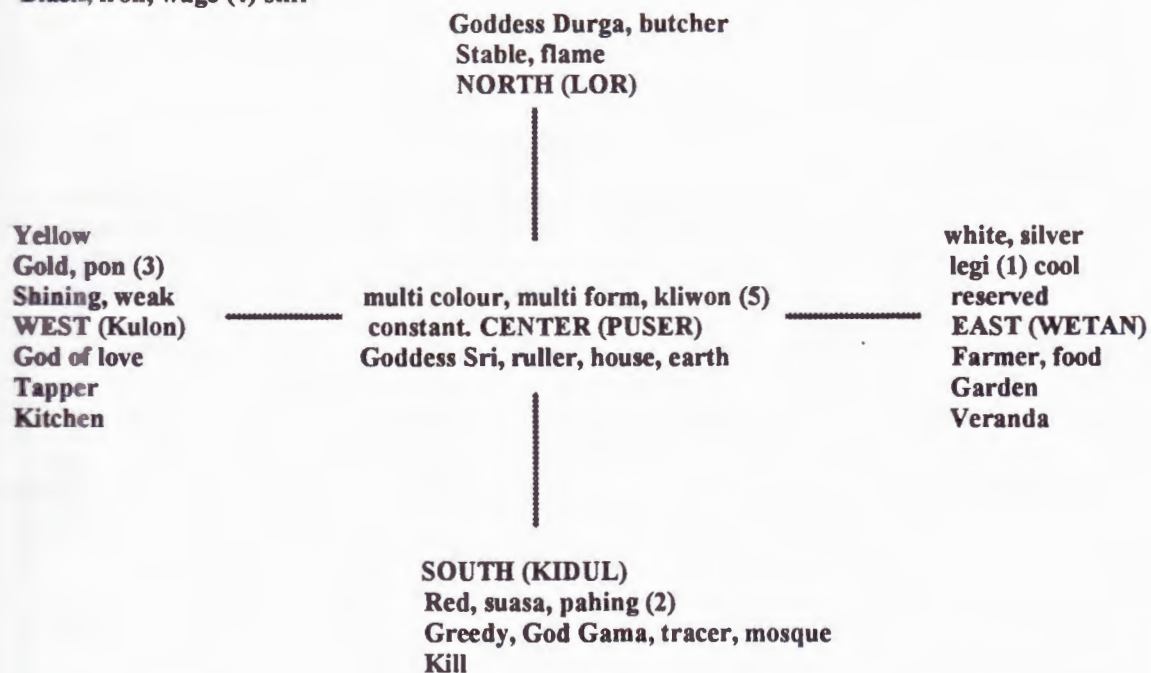 Goddess Durga, butcher
Stable, flame
NORTH (LOR)
Yellow
Gold, pon (3)
Shining, weak
WEST (Kulon)
God of love
Tapper
Kitchen
multi colour, multi form, kliwon (5)
constant. CENTER (PUSER)
Goddess Sri, ruller, house, earth
white, silver
legi (1) cool
reserved
EAST (WETAN)
Farmer, food
Garden
Veranda
SOUTH (KIDUL)
Red, suasa, pahing (2)
Greedy, God Gama, tracer, mosque
Kill